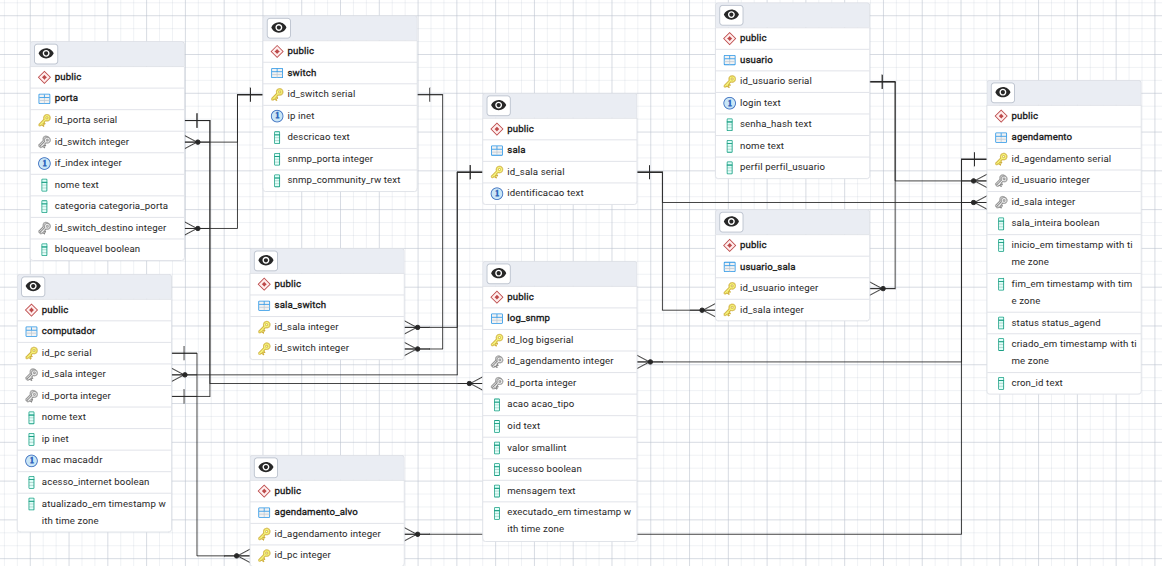 public
porta
id_porta serial
id_switch integer
if_index integer
nome text
categoria categoria_porta
id_switch_destino integer
bloqueavel boolean
public
switch
id_switch serial
ip inet
descricao text
snmp_porta integer
snmp_community_rw text
public
sala
id_sala serial
identificacao text
public
usuario
id_usuario serial
login text
senha_hash text
nome text
perfil perfil_usuario
public
agendamento
id_agendamento serial
id_usuario integer
id_sala integer
sala_inteira boolean
inicio_em timestamp with ti
me zone
fim_em timestamp with tim
e zone
status status_agend
criado_em timestamp with ti
me zone
cron_id text
public
usuario_sala
id_usuario integer
id_sala integer
public
sala_switch
id_sala integer
id_switch integer
public
log_snmp
id_log bigserial
id_agendamento integer
id_porta integer
acao acao_tipo
oid text
valor smallint
sucesso boolean
mensagem text
executado_em timestamp w
ith time zone
public
computador
id_pc serial
id_sala integer
id_porta integer
nome text
ip inet
mac macaddr
acesso_internet boolean
atualizado_em timestamp w
ith time zone
public
agendamento_alvo
id_agendamento integer
id_pc integer